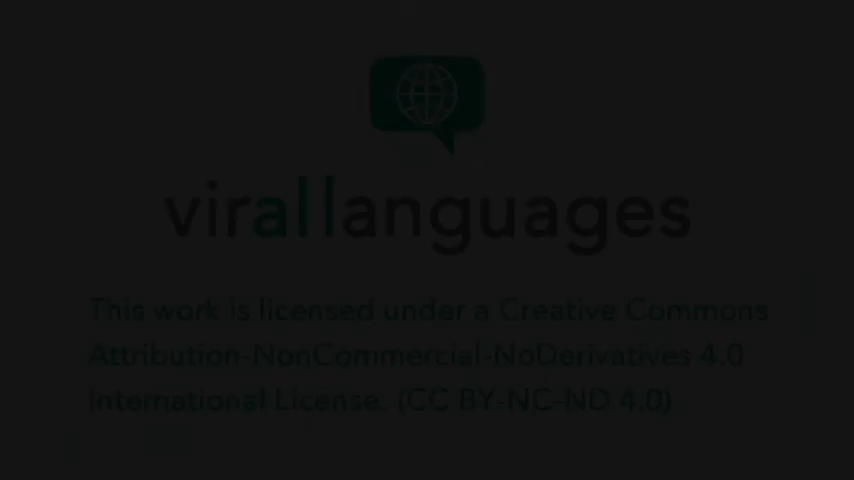 virallanguages
This work is licensed under a Creative Commons
Attribution-NonCommercial-NoDerivatives 4.0
International License. (CC BY-NC-ND 4.0)